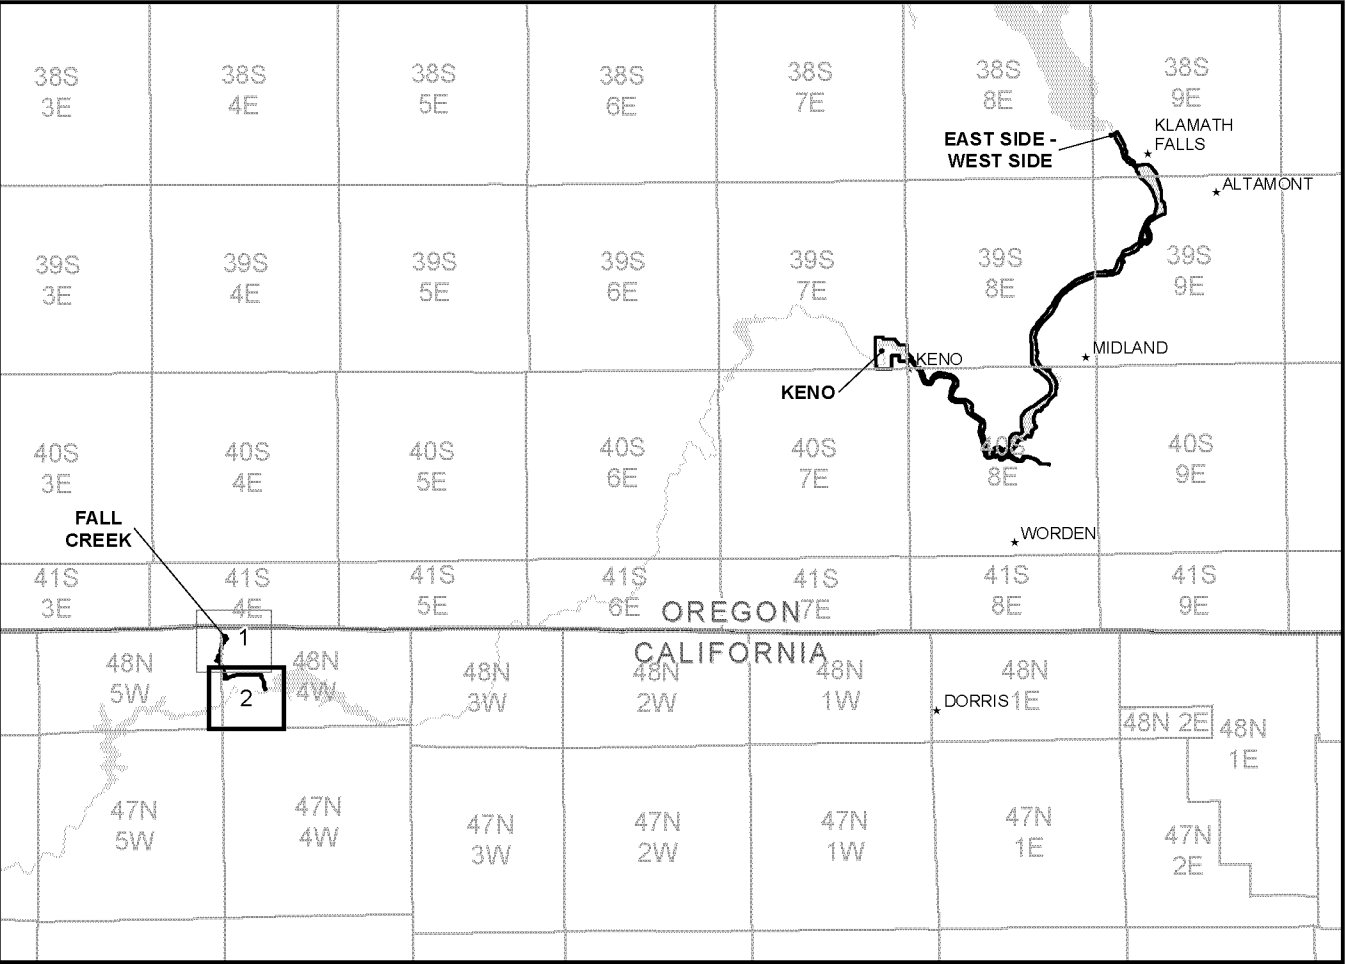 38S
3E
38S
4E
38S
5E
38S
6E
38S
7E
38S
8E
38S
9E
EAST SIDE -
WEST SIDE
KLAMATH
FALLS
ALTAMONT
39S
3E
39S
4E
39S
5E
39S
6E
39S
7E
39S
8E
39S
9E
KENO
MIDLAND
KENO
40S
3E
40S
4E
40S
5E
40S
6E
40S
7E
40S
8E
40S
9E
FALL
CREEK
WORDEN
41S
3E
41S
4E
41S
5E
41S
6E
41S
7E
41S
8E
41S
9E
OREGON
CALIFORNIA
1
2
48N
5W
48N
4W
48N
3W
48N
2W
48N
1W
48N
1E
DORRIS
48N 2E
48N
1E
47N
5W
47N
4W
47N
3W
47N
2W
47N
1W
47N
1E
47N
2E